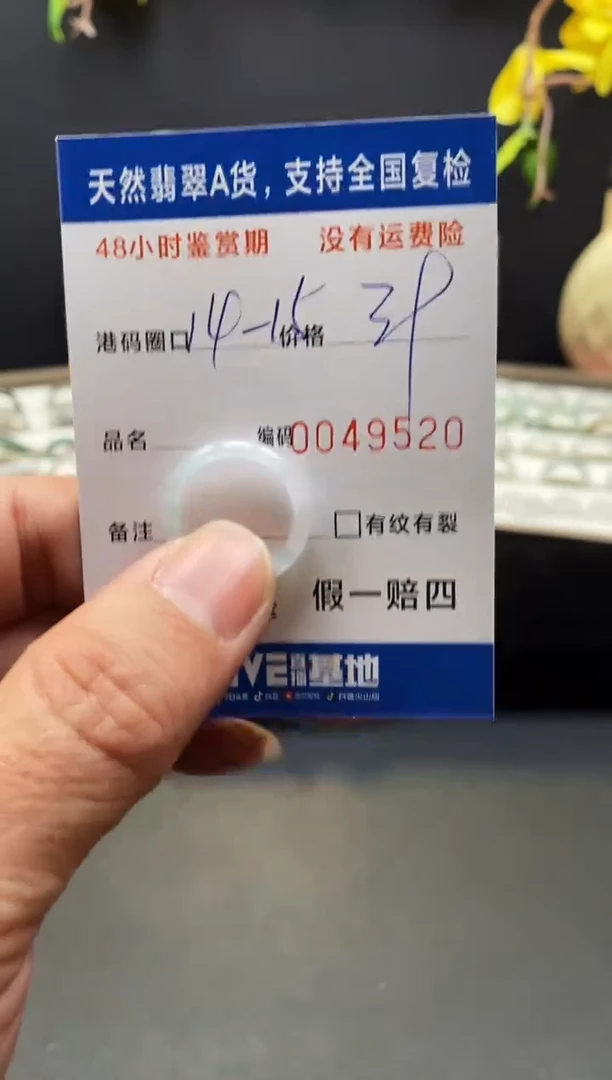 天然翡翠A货，支持全国复检
48小时鉴赏期 没有运费险
港码圈口 14-15 价格 39
品名 编码 0049520
备注 有纹有裂
假一赔四
基地